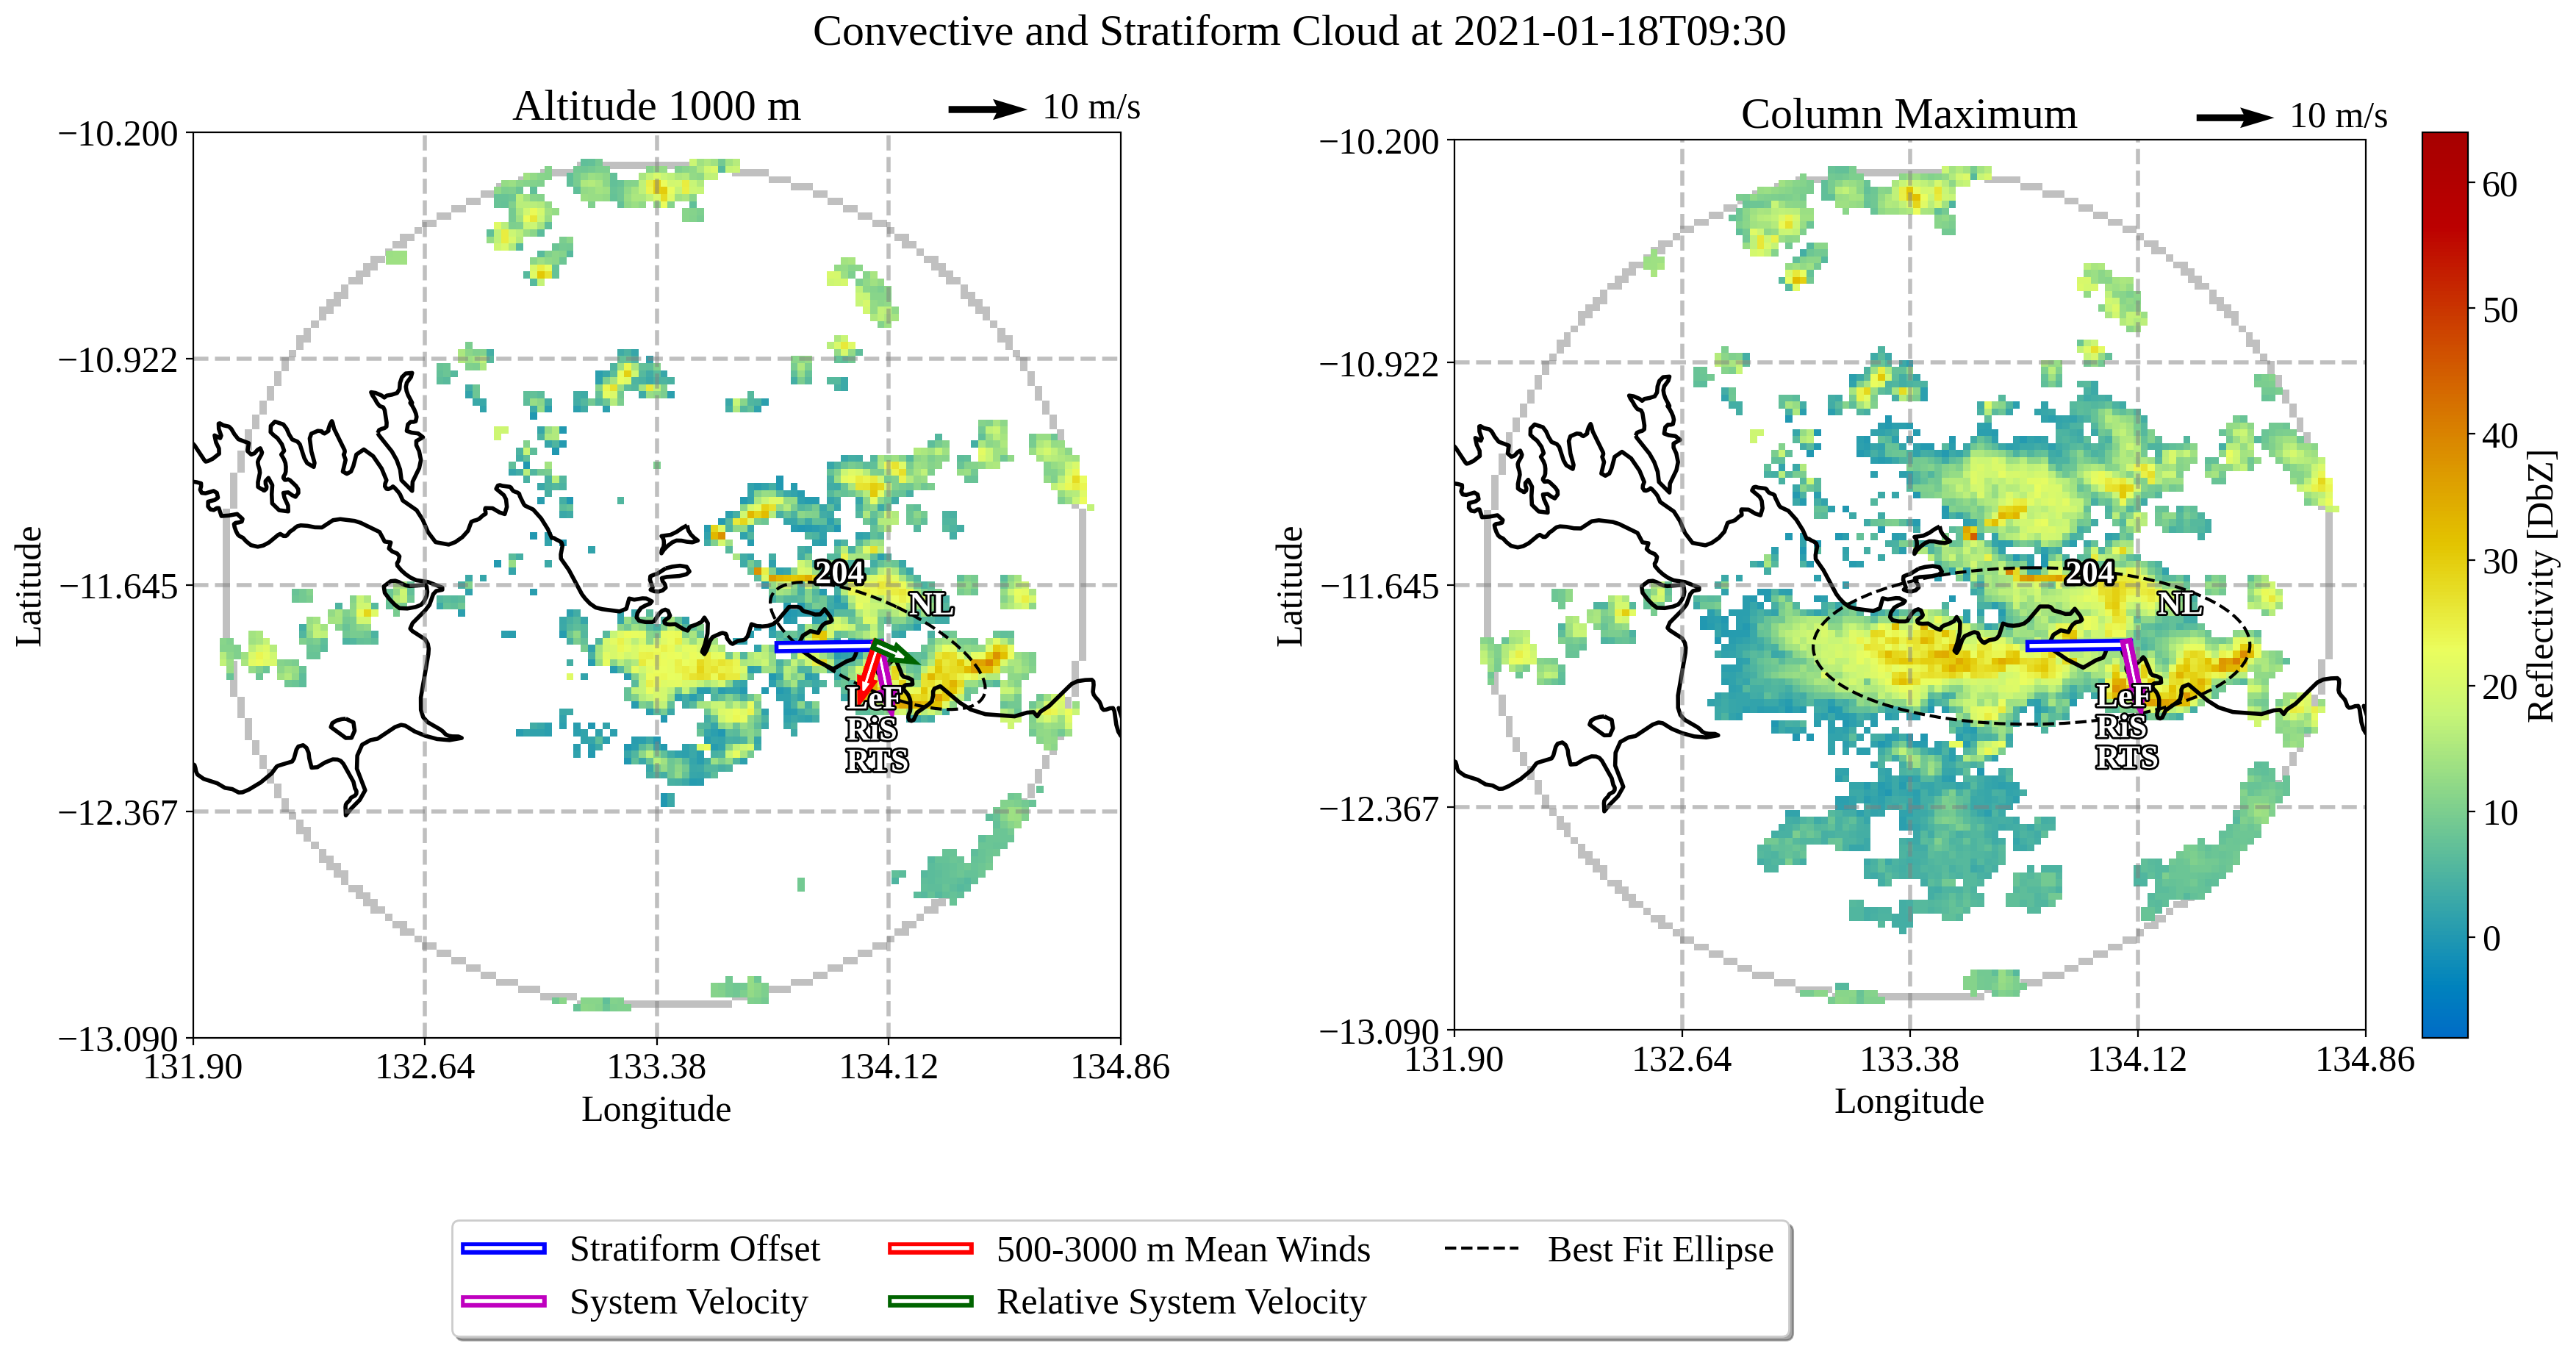 Convective and Stratiform Cloud at 2021-01-18T09:30
Altitude 1000 m
10 m/s
−10.200
−10.922
−11.645
−12.367
−13.090
131.90
132.64
133.38
134.12
134.86
Latitude
Longitude
204
NL
LeF
RiS
RTS
Column Maximum
10 m/s
−10.200
−10.922
−11.645
−12.367
−13.090
131.90
132.64
133.38
134.12
134.86
Latitude
Longitude
204
NL
LeF
RiS
RTS
60
50
40
30
20
10
0
Reflectivity [DbZ]
Stratiform Offset
500-3000 m Mean Winds
Best Fit Ellipse
System Velocity
Relative System Velocity